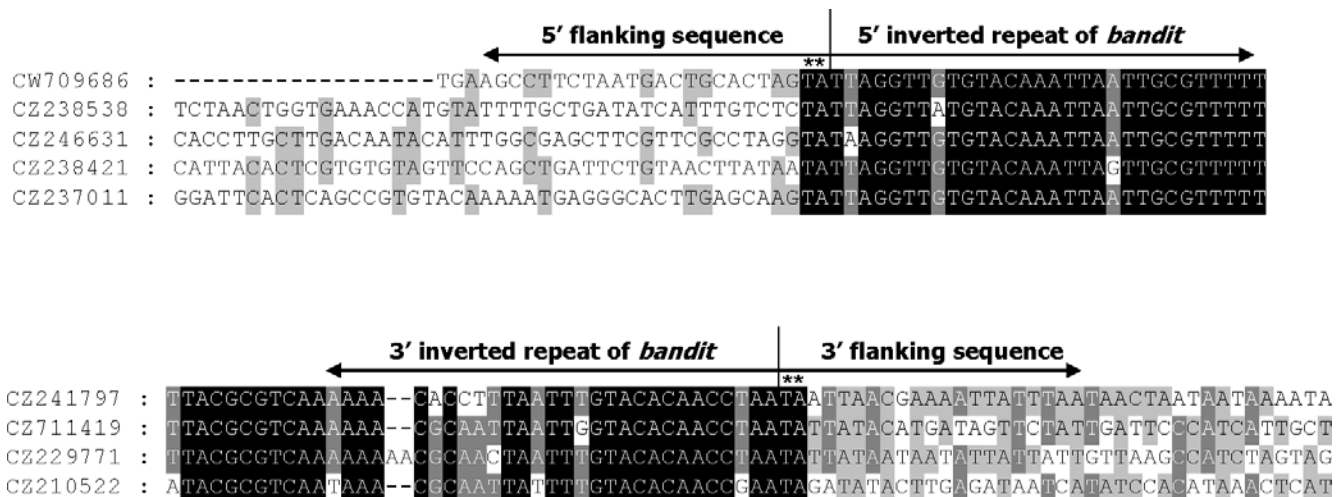 5′ flanking sequence 5′ inverted repeat of bandit
**
CW709686 : ------------------TGAAGCCTTCTAATGACTGCACTAGTATTAGGTTGTGTACAAATTAATTGCGTTTTT
CZ238538 : TCTAACTGGTGAAACCATGTATTTTGCTGATATCATTTGTCTCTATTAGGTTATGTACAAATTAATTGCGTTTTT
CZ246631 : CACCTTGCTTGACAATACATTTGGCGAGCTTCGTTCGCCTAGGTATAAGGTTGTGTACAAATTAATTGCGTTTTT
CZ238421 : CATTACACTCGTGTGTAGTTCCAGCTGATTCTGTAACTTATAATATTAGGTTGTGTACAAATTAGTTGCGTTTTT
CZ237011 : GGATTCACTCAGCCGTGTACAAAAATGAGGGCACTTGAGCAAGTATTAGGTTGTGTACAAATTAATTGCGTTTTT
3′ inverted repeat of bandit 3′ flanking sequence
**
CZ241797 : TTACGCGTCAAAAAA--CACCTTTAATTTGTACACAACCTAATAATTAACGAAAATTATTTAATAACTAATAATAAAATA
CZ711419 : TTACGCGTCAAAAAA--CGCAATTAATTGGTACACAACCTAATATTATACATGATAGTTCTATTGATTCCCATCATTGCT
CZ229771 : TTACGCGTCAAAAAAAACGCAACTAATTTGTACACAACCTAATATTATAATAATATTATTATTGTTAAGCCATCTAGTAG
CZ210522 : ATACGCGTCAATAAA--CGCAATTATTTTGTACACAACCGAATAGATATACTTGAGATAATCATATATCCACATAAACTCAT